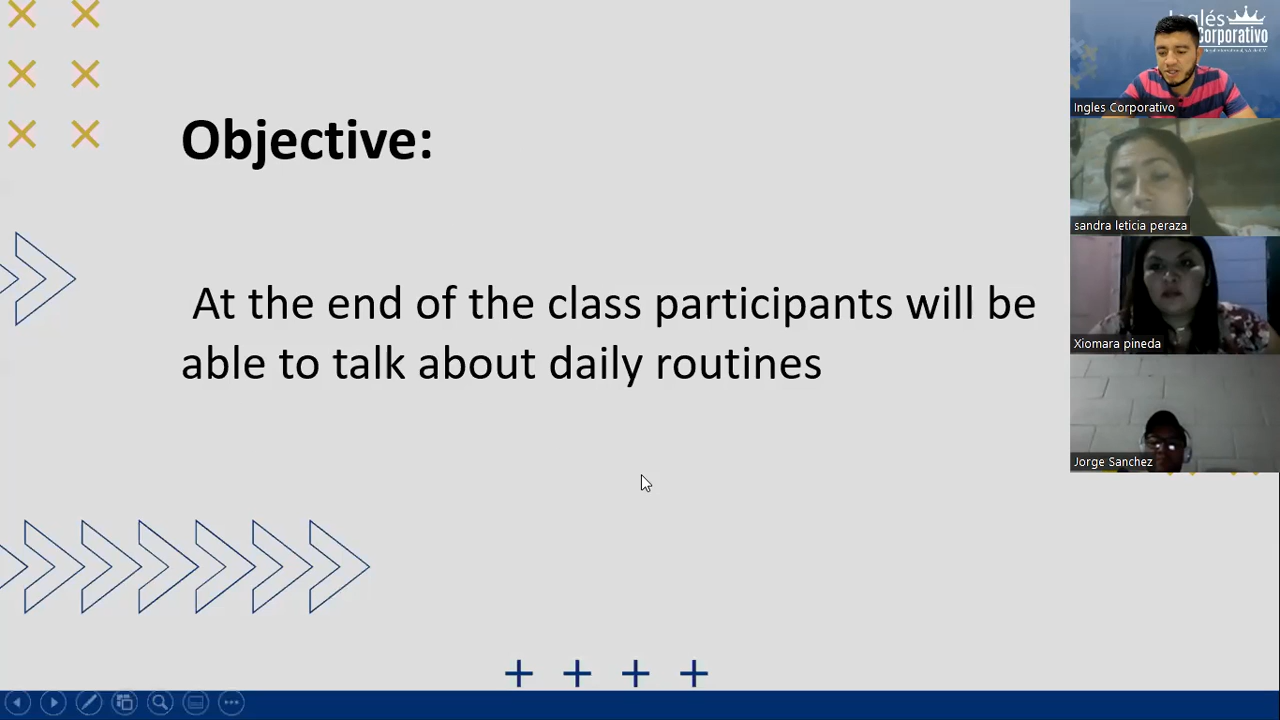 Objective:
At the end of the class participants will be
able to talk about daily routines
Inglés
Corporativo
Ingles Corporativo
sandra leticia peraza
Xiomara pineda
Jorge Sanchez